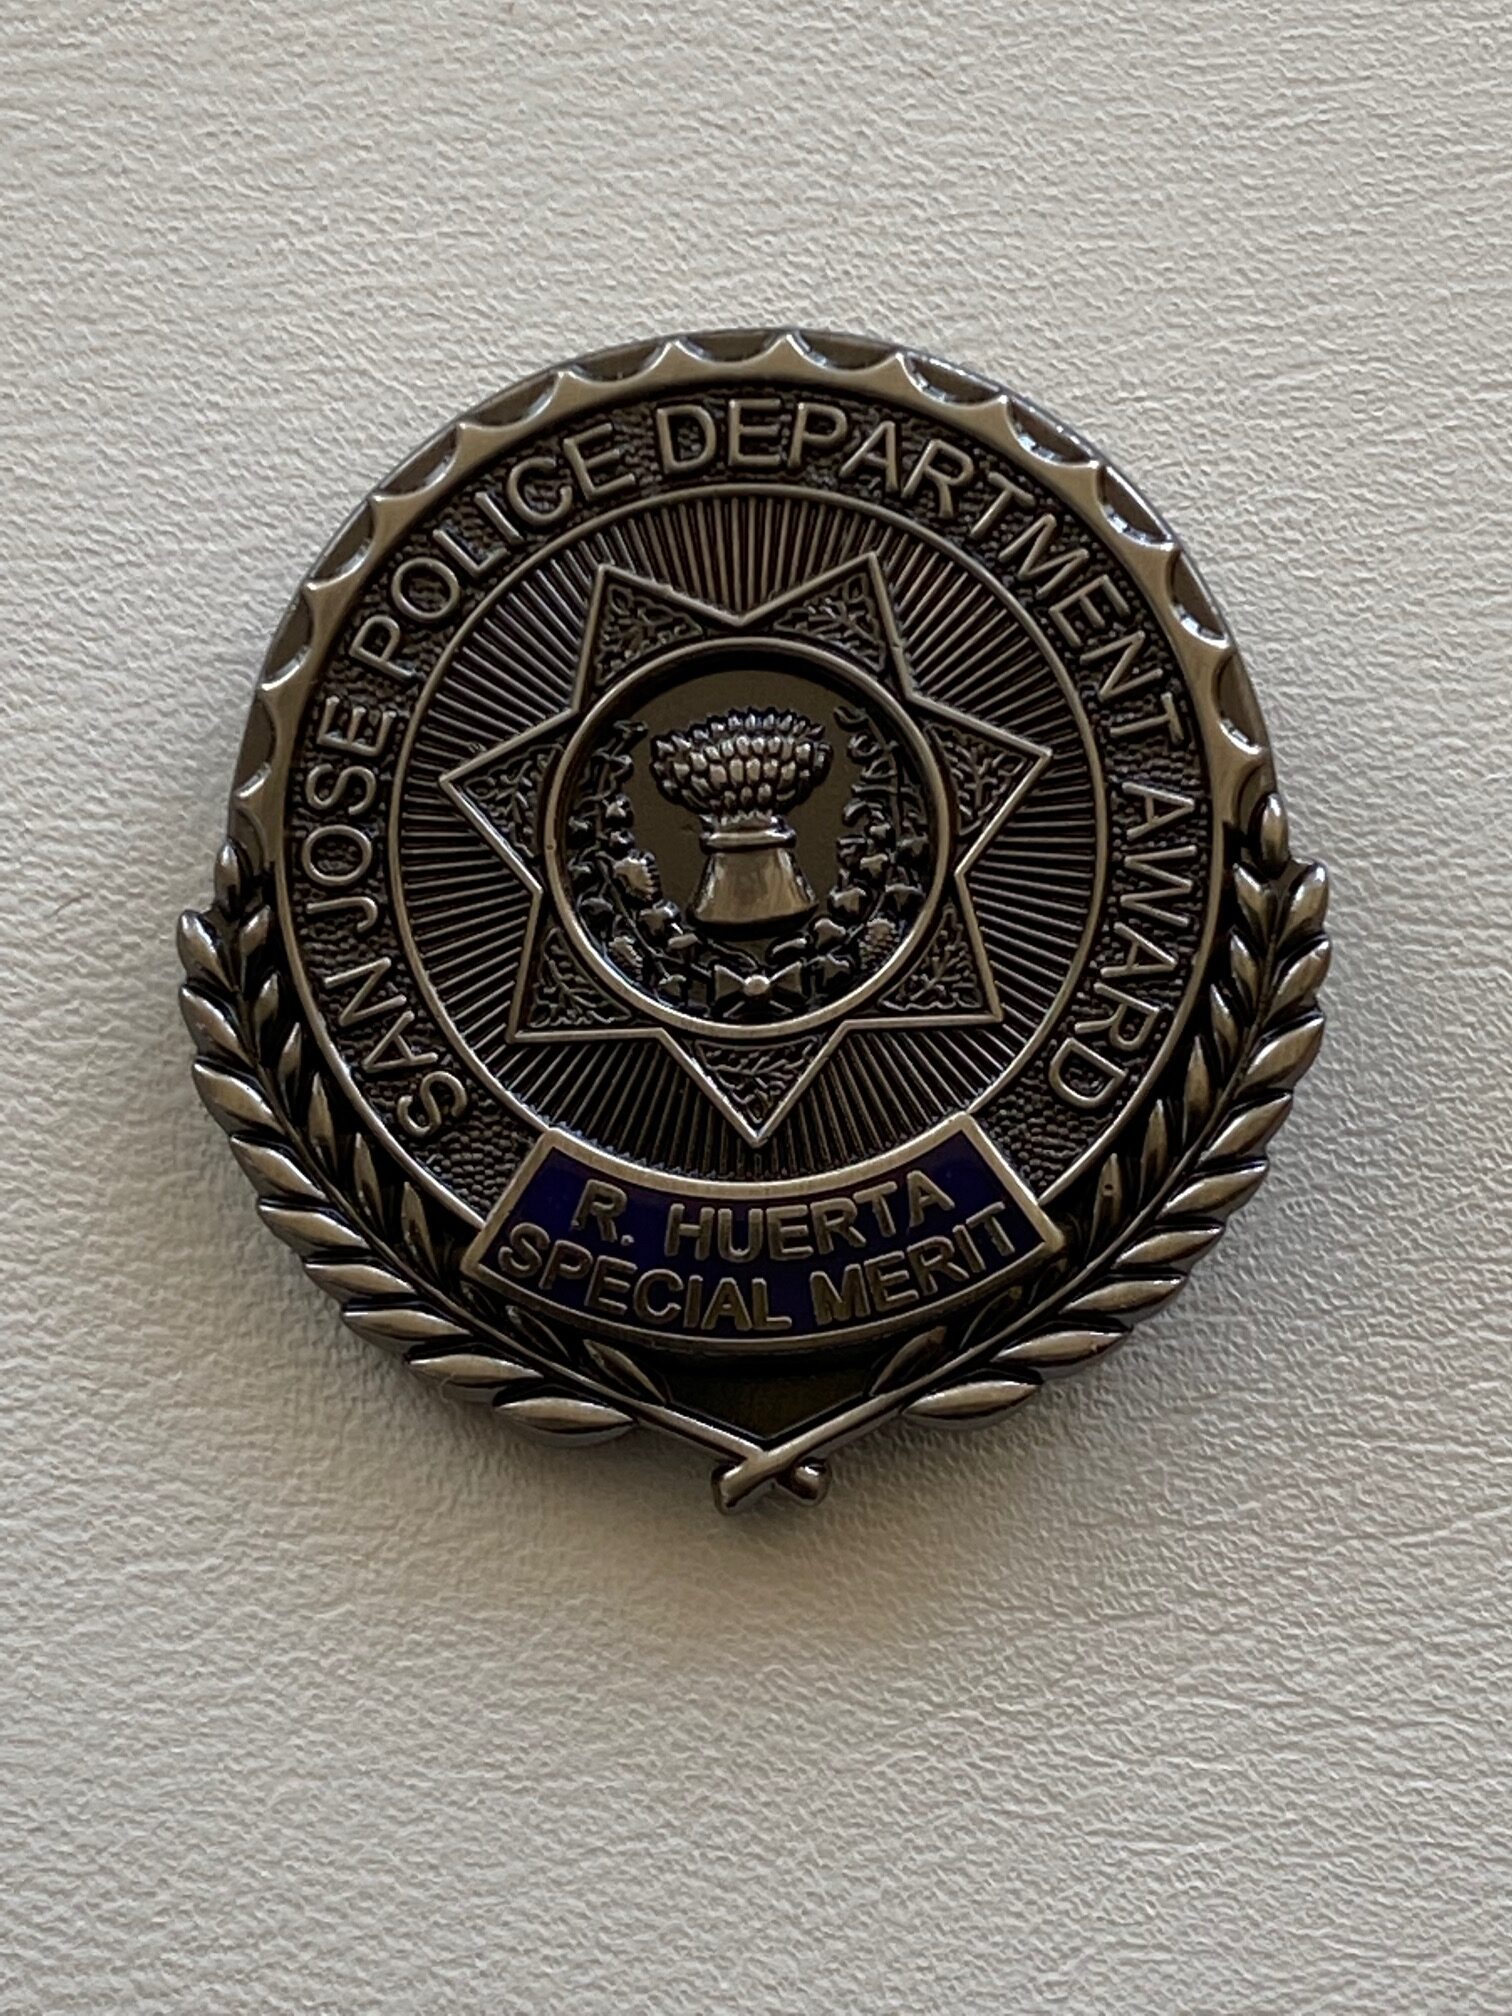 SAN JOSE POLICE DEPARTMENT AWARD
R. HUERTA
SPECIAL MERIT